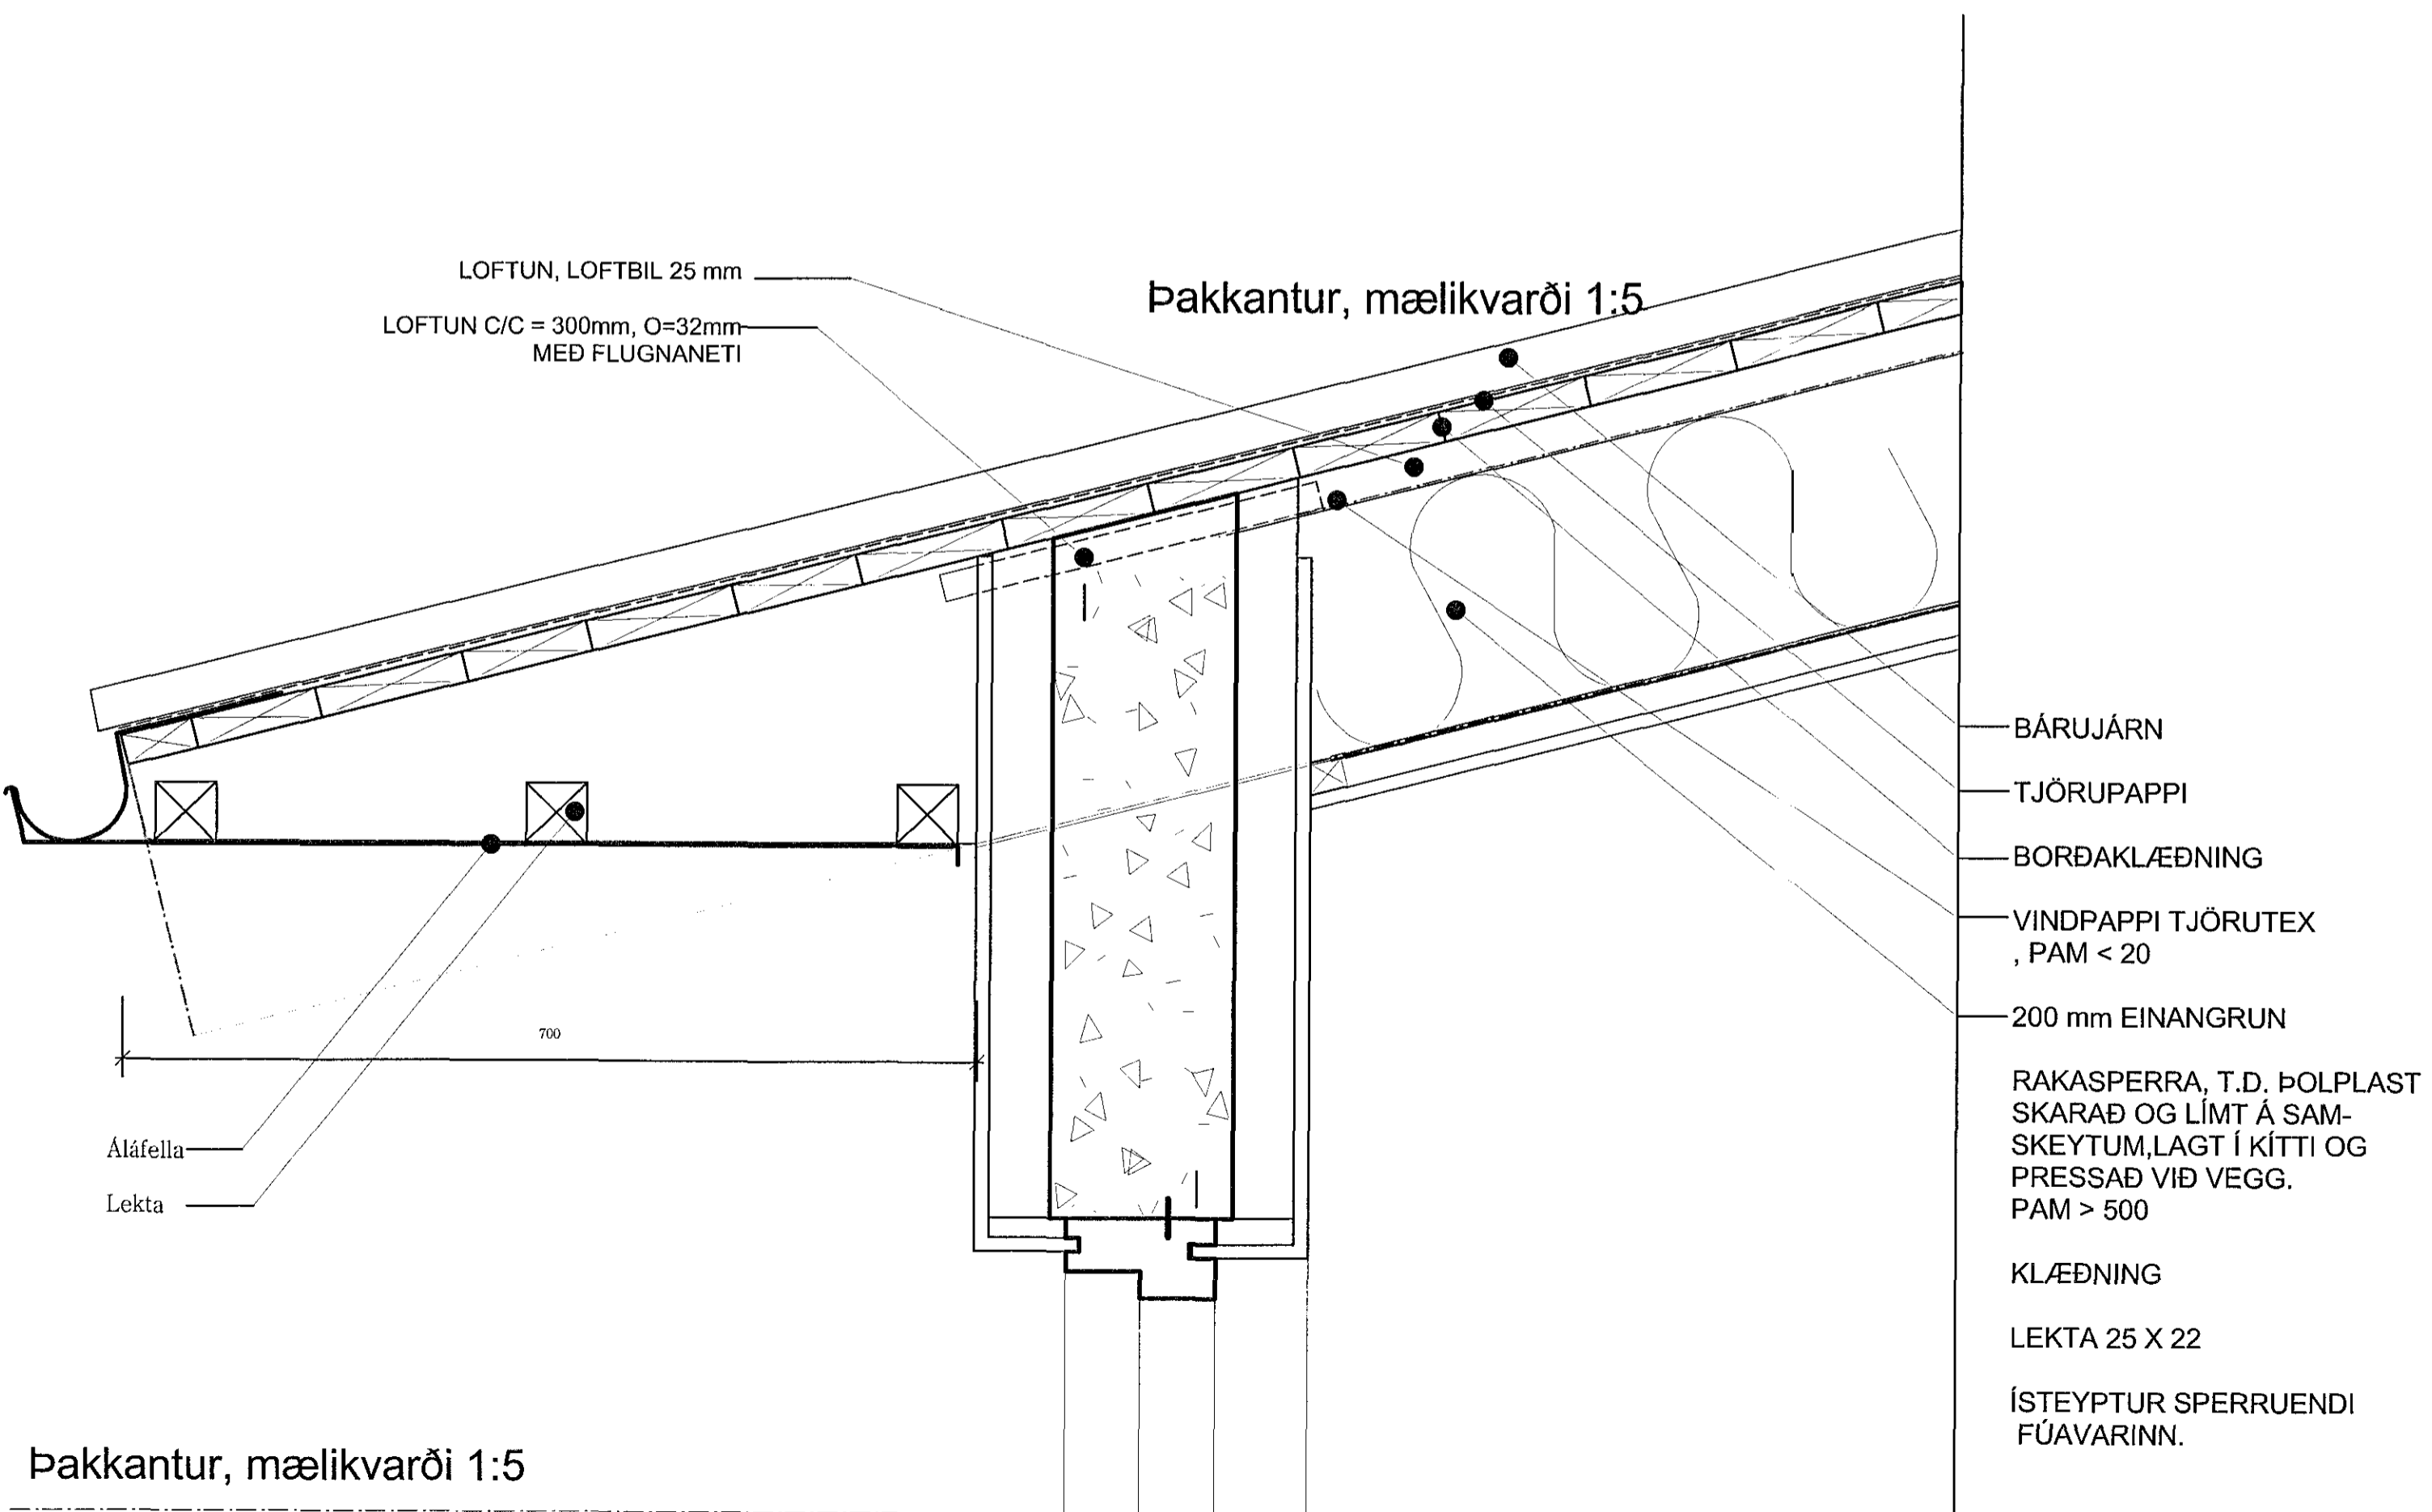 LOFTUN, LOFTBIL 25 mm
LOFTUN C/C = 300mm, O=32mm
MEÐ FLUGNANETI
Þakkantur, mælikvarði 1:5
BÁRUJÁRN
TJÖRUPAPPI
BORÐAKLÆÐNING
VINDPAPPI TJÖRUTEX
, PAM < 20
200 mm EINANGRUN
RAKASPERRA, T.D. ÞOLPLAST
SKARAÐ OG LÍMT Á SAM-
SKEYTUM,LAGT Í KÍTTI OG
PRESSAÐ VIÐ VEGG.
PAM > 500
KLÆÐNING
LEKTA 25 X 22
ÍSTEYPTUR SPERRUENDI
FÚAVARINN.
700
Áláfella
Lekta
Þakkantur, mælikvarði 1:5